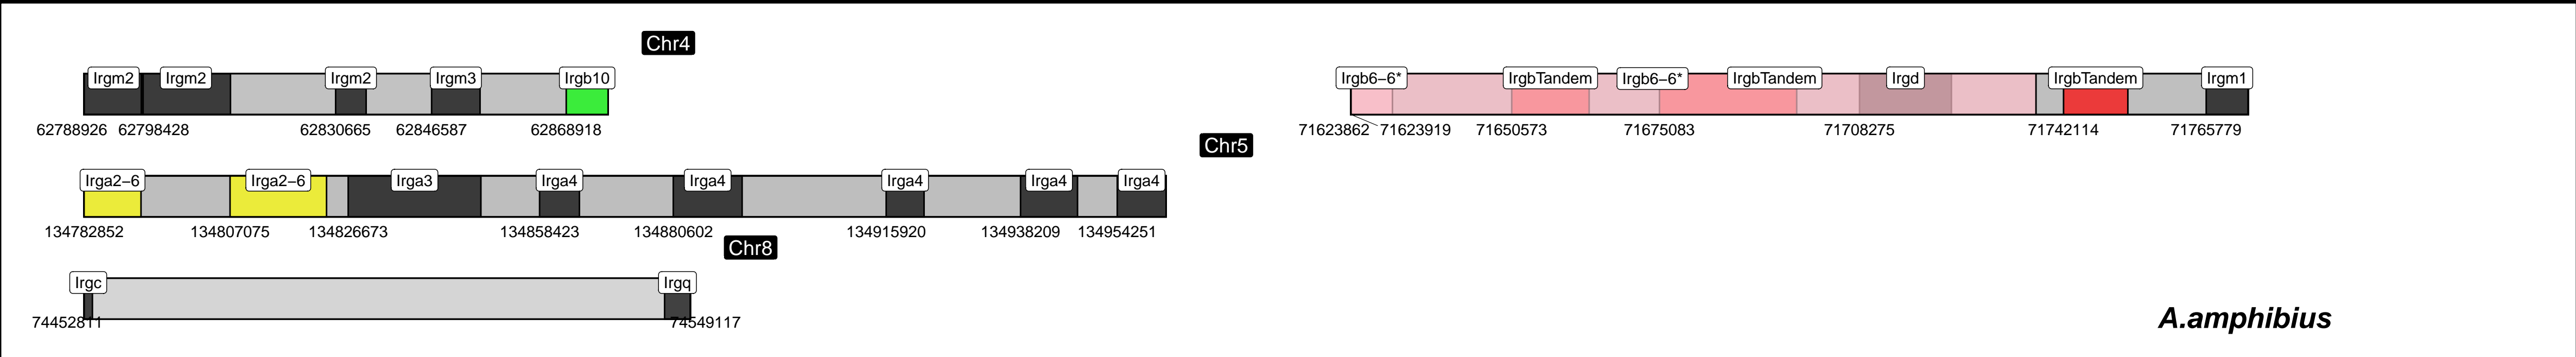 Chr4
Irgm2 Irgm2 Irgm2 Irgm3 Irgb10
62788926 62798428 62830665 62846587 62868918
Irgb6–6* IrgbTandem Irgb6–6* IrgbTandem Irgd IrgbTandem Irgm1
71623862 71623919 71650573 71675083 71708275 71742114 71765779
Chr5
Irga2–6 Irga2–6 Irga3 Irga4 Irga4 Irga4 Irga4 Irga4
134782852 134807075 134826673 134858423 134880602 134915920 134938209 134954251
Chr8
Irgc Irgq
74452811 74549117
A.amphibius